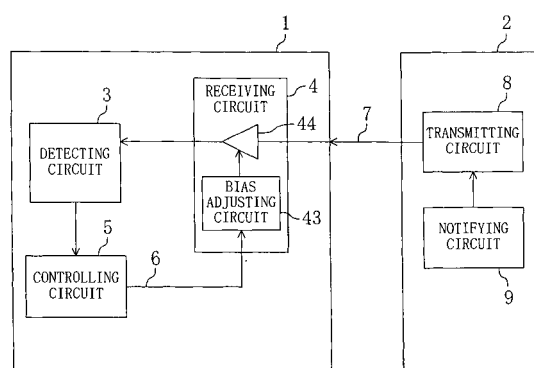 1
2
3
4
RECEIVING
CIRCUIT
44
7
8
DETECTING
CIRCUIT
TRANSMITTING
CIRCUIT
BIAS
ADJUSTING
CIRCUIT
43
5
6
CONTROLLING
CIRCUIT
NOTIFYING
CIRCUIT
9